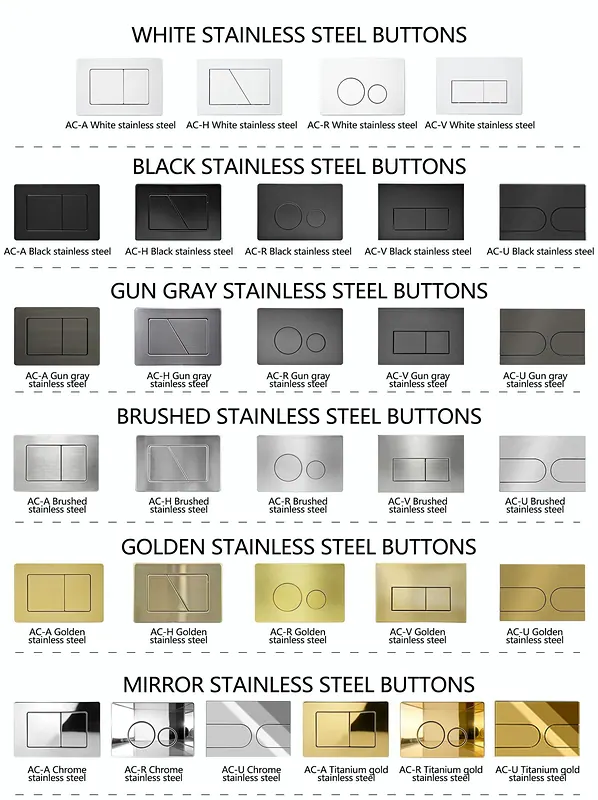 WHITE STAINLESS STEEL BUTTONS
AC-A White stainless steel AC-H White stainless steel AC-R White stainless steel AC-V White stainless steel
BLACK STAINLESS STEEL BUTTONS
AC-A Black stainless steel AC-H Black stainless steel AC-R Black stainless steel AC-V Black stainless steel AC-U Black stainless steel
GUN GRAY STAINLESS STEEL BUTTONS
AC-A Gun gray AC-H Gun gray AC-R Gun gray AC-V Gun gray AC-U Gun gray
stainless steel stainless steel stainless steel stainless steel stainless steel
BRUSHED STAINLESS STEEL BUTTONS
AC-A Brushed AC-H Brushed AC-R Brushed AC-V Brushed AC-U Brushed
stainless steel stainless steel stainless steel stainless steel stainless steel
GOLDEN STAINLESS STEEL BUTTONS
AC-A Golden AC-H Golden AC-R Golden AC-V Golden AC-U Golden
stainless steel stainless steel stainless steel stainless steel stainless steel
MIRROR STAINLESS STEEL BUTTONS
AC-A Chrome AC-R Chrome AC-U Chrome AC-A Titanium gold AC-R Titanium gold AC-U Titanium gold
stainless steel stainless steel stainless steel stainless steel stainless steel stainless steel